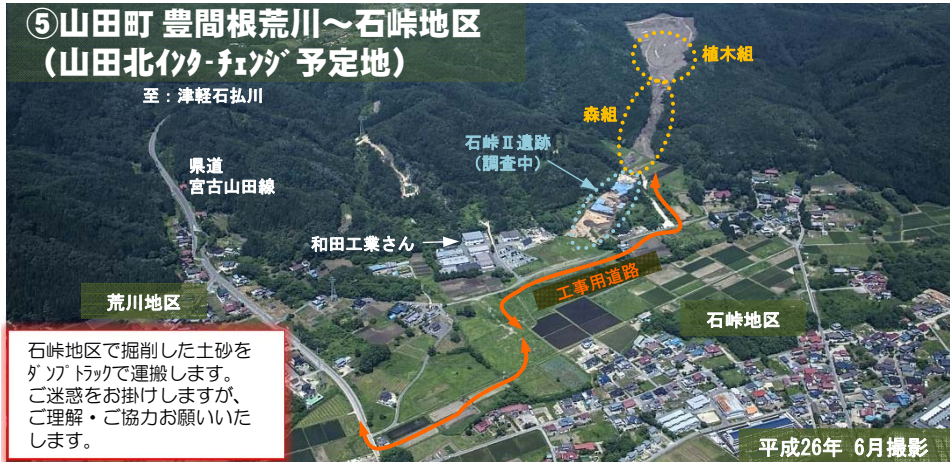 ⑤山田町 豊間根荒川～石峠地区
（山田北ｲﾝﾀ-ﾁｪﾝｼﾞ予定地）
至：津軽石払川
植木組
森組
石峠Ⅱ遺跡
（調査中）
県道
宮古山田線
和田工業さん
工事用道路
荒川地区
石峠地区
石峠地区で掘削した土砂を
ﾀﾞﾝﾌﾟﾄﾗｯｸで運搬します。
ご迷惑をお掛けしますが、
ご理解・ご協力お願いいた
します。
平成26年 6月撮影